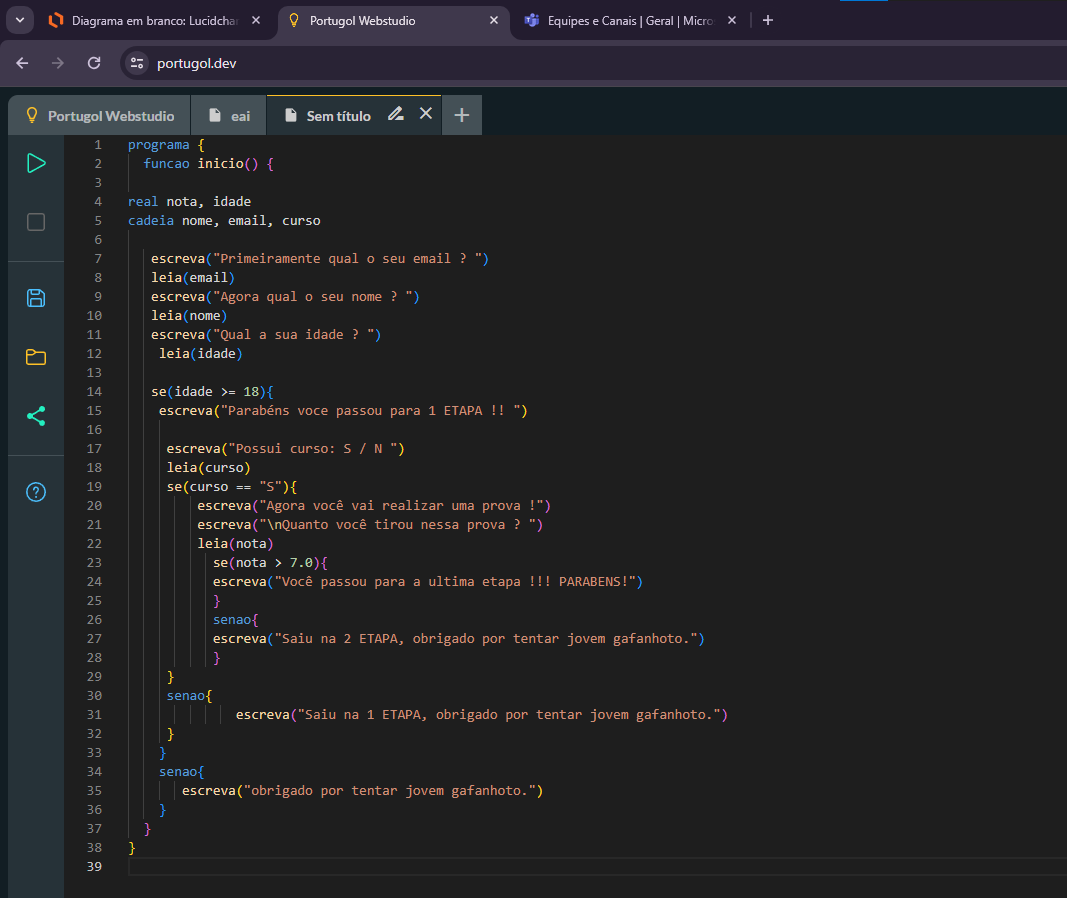 Diagrama em branco: Lucidchar
Portugol Webstudio
Equipes e Canais | Geral | Micro
portugol.dev
Portugol Webstudio
eai
Sem título
1 programa {
2 funcao inicio() {
3
4 real nota, idade
5 cadeia nome, email, curso
6
7 escreva("Primeiramente qual o seu email ? ")
8 leia(email)
9 escreva("Agora qual o seu nome ? ")
10 leia(nome)
11 escreva("Qual a sua idade ? ")
12 leia(idade)
13
14 se(idade >= 18){
15 escreva("Parabéns voce passou para 1 ETAPA !! ")
16
17 escreva("Possui curso: S / N ")
18 leia(curso)
19 se(curso == "S"){
20 escreva("Agora você vai realizar uma prova !")
21 escreva("\nQuanto você tirou nessa prova ? ")
22 leia(nota)
23 se(nota > 7.0){
24 escreva("Você passou para a ultima etapa !!! PARABENS!")
25 }
26 senao{
27 escreva("Saiu na 2 ETAPA, obrigado por tentar jovem gafanhoto.")
28 }
29 }
30 senao{
31 escreva("Saiu na 1 ETAPA, obrigado por tentar jovem gafanhoto.")
32 }
33 }
34 senao{
35 escreva("obrigado por tentar jovem gafanhoto.")
36 }
37 }
38 }
39